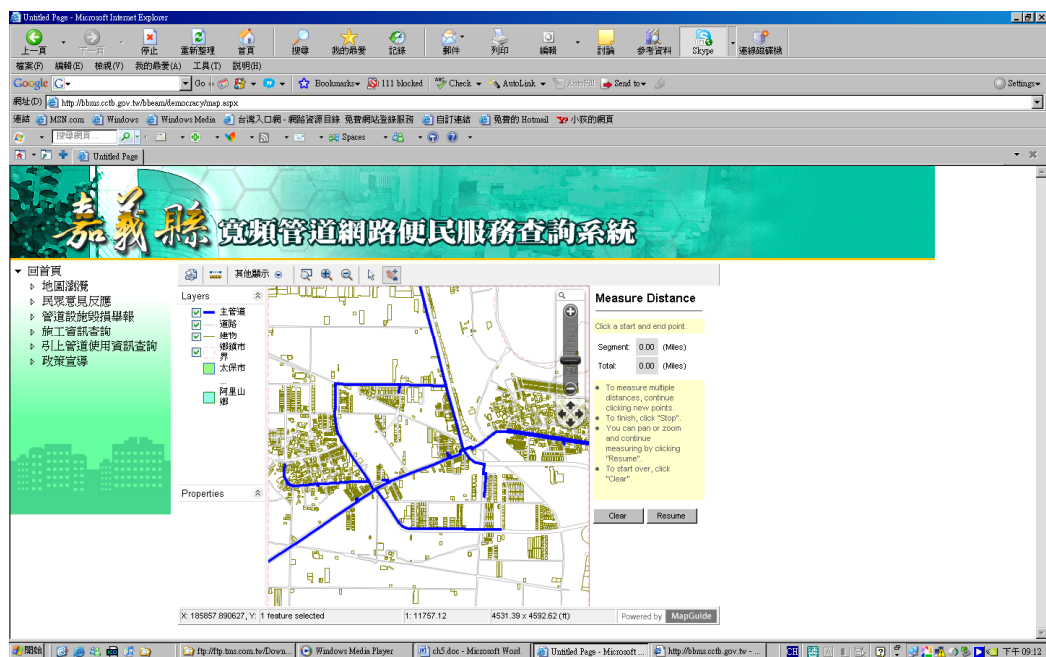 Untitled Page - Microsoft Internet Explorer
上一頁 下一頁 停止 重新整理 首頁 搜尋 我的最愛 記錄 郵件 列印 編輯 討論 參考資料 Skype 連線磁碟機
檔案(F) 編輯(E) 檢視(V) 我的最愛(A) 工具(T) 說明(H)
Google G Go Bookmarks 111 blocked Check AutoLink AutoFill Send to Settings
網址(D) http://bbms.cctb.gov.tw/bbeam/democracy/map.aspx
連結 MSN.com Windows Windows Media 台灣入口網 - 網路資源目錄 免費網站登錄服務 自訂連結 免費的 Hotmail 小荻的網頁
搜尋網頁... Spaces
Untitled Page
嘉義縣 寬頻管道網路便民服務查詢系統
回首頁
地圖瀏覽
民眾意見反應
管道設施毀損舉報
施工資訊查詢
引上管道使用資訊查詢
政策宣導
其他顯示
Layers
主管道
道路
建物
鄉鎮市界
太保市
...
阿里山鄉
Properties
Measure Distance
Click a start and end point.
Segment: 0.00 (Miles)
Total: 0.00 (Miles)
To measure multiple
distances, continue
clicking new points.
To finish, click "Stop".
You can pan or zoom
and continue
measuring by clicking
"Resume".
To start over, click
"Clear".
Clear Resume
X: 185857.890627, Y: 1 feature selected 1: 11757.12 4531.39 x 4592.62 (ft) Powered by MapGuide
開始 ftp://ftp.tms.com.tw/Down... Windows Media Player ch5.doc - Microsoft Word Untitled Page - Microsoft ... http://bbms.cctb.gov.tw - ... CH 下午 09:12